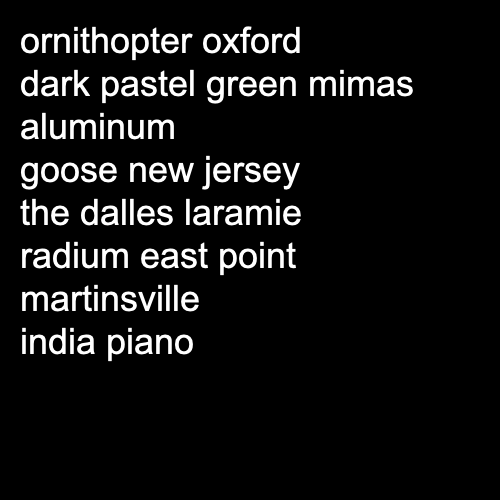 ornithopter oxford
dark pastel green mimas
aluminum
goose new jersey
the dalles laramie
radium east point
martinsville
india piano